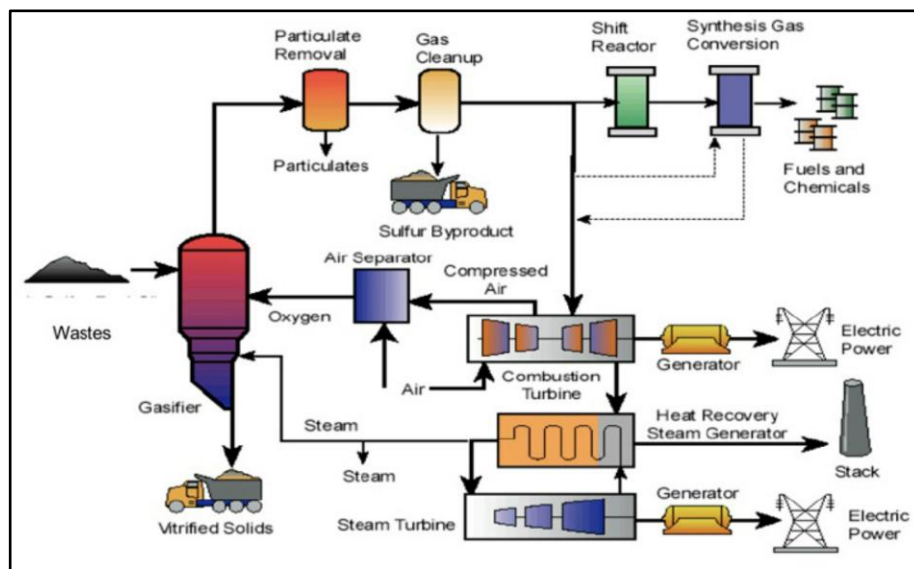 Particulate
Removal
Gas
Cleanup
Shift
Reactor
Synthesis Gas
Conversion
Particulates
Sulfur Byproduct
Fuels and
Chemicals
Air Separator
Compressed
Air
Wastes
Oxygen
Electric
Power
Generator
Air
Combustion
Turbine
Gasifier
Steam
Heat Recovery
Steam Generator
Steam
Stack
Generator
Vitrified Solids
Steam Turbine
Electric
Power